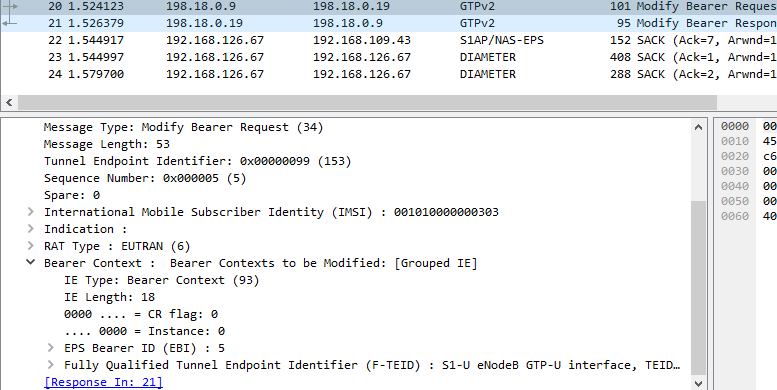 20 1.524123 198.18.0.9 198.18.0.19 GTPv2 101 Modify Bearer Reques
21 1.526379 198.18.0.19 198.18.0.9 GTPv2 95 Modify Bearer Respon
22 1.544917 192.168.126.67 192.168.109.43 S1AP/NAS-EPS 152 SACK (Ack=7, Arwnd=1
23 1.544997 192.168.126.67 192.168.126.67 DIAMETER 408 SACK (Ack=1, Arwnd=1
24 1.579700 192.168.126.67 192.168.126.67 DIAMETER 288 SACK (Ack=2, Arwnd=1
Message Type: Modify Bearer Request (34)
Message Length: 53
Tunnel Endpoint Identifier: 0x00000099 (153)
Sequence Number: 0x000005 (5)
Spare: 0
International Mobile Subscriber Identity (IMSI) : 001010000000303
Indication :
RAT Type : EUTRAN (6)
Bearer Context :  Bearer Contexts to be Modified: [Grouped IE]
IE Type: Bearer Context (93)
IE Length: 18
0000 .... = CR flag: 0
.... 0000 = Instance: 0
EPS Bearer ID (EBI) : 5
Fully Qualified Tunnel Endpoint Identifier (F-TEID) : S1-U eNodeB GTP-U interface, TEID…
[Response In: 21]
0000 00
0010 45
0020 c6
0030 00
0040 00
0050 00
0060 40